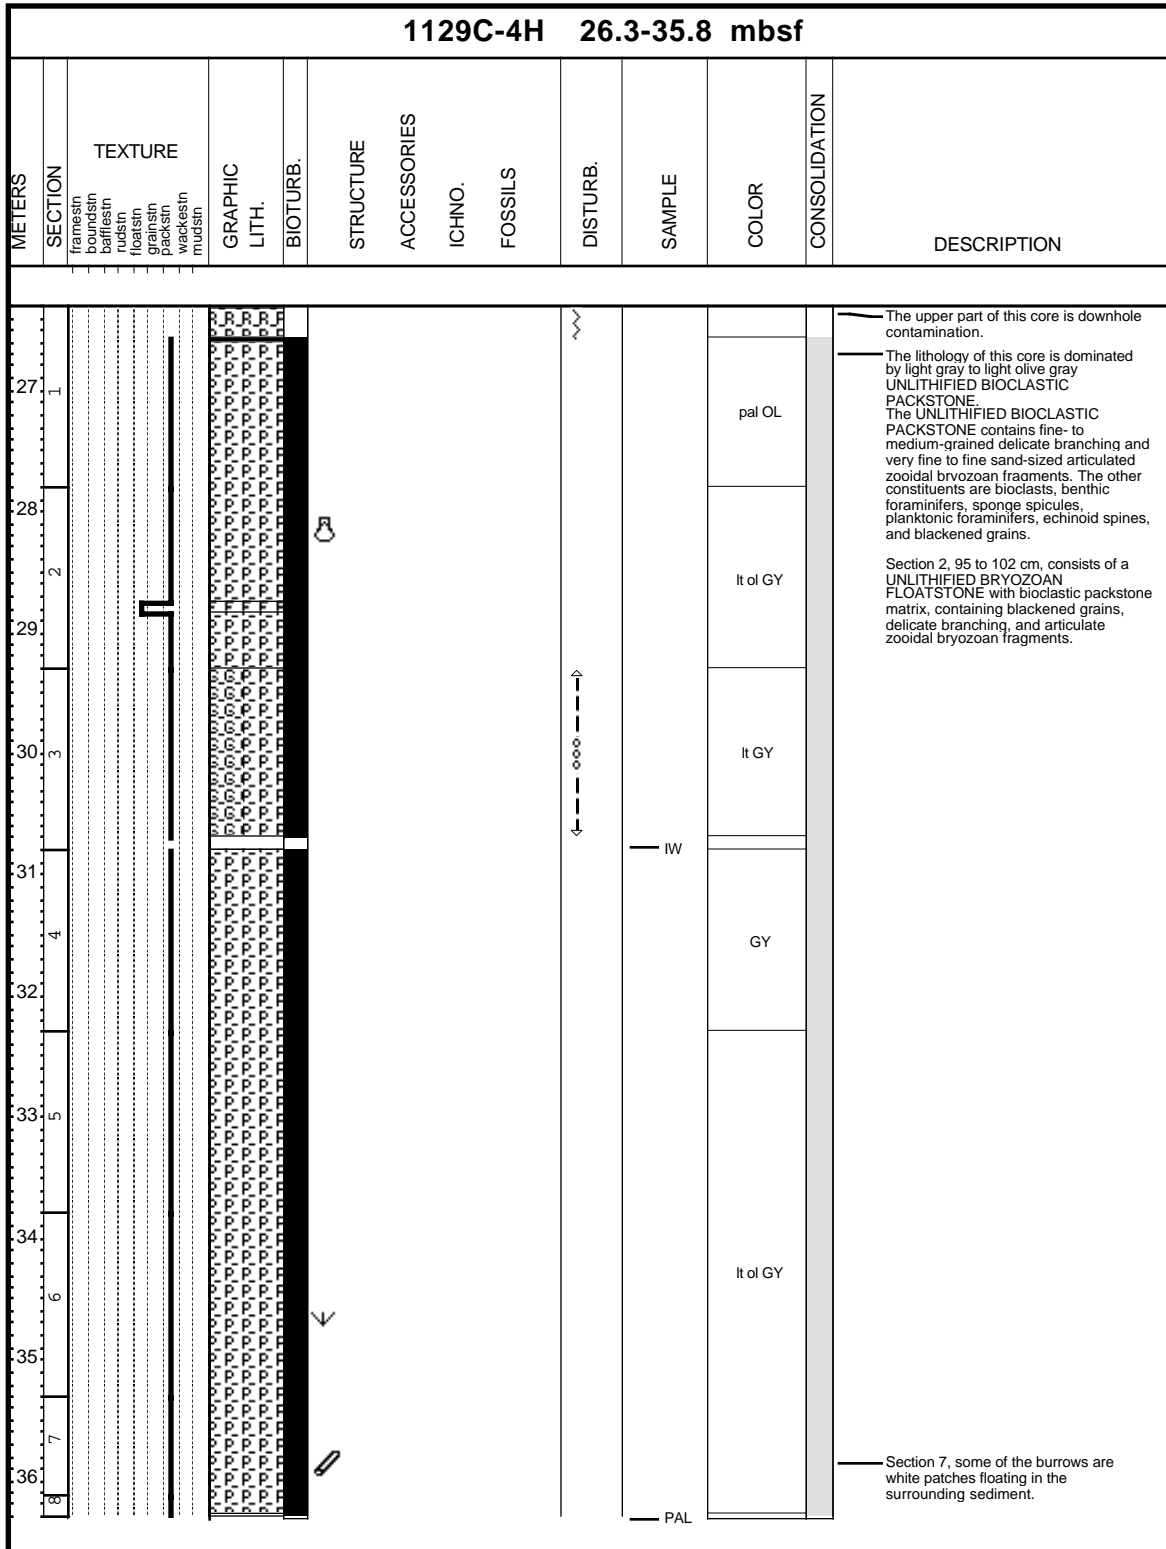 1129C-4H 26.3-35.8 mbsf
METERS
SECTION
TEXTURE
framestn
boundstn
bafflestn
rudstn
floatstn
grainstn
packstn
wackestn
mudstn
GRAPHIC
LITH.
BIOTURB.
STRUCTURE
ACCESSORIES
ICHNO.
FOSSILS
DISTURB.
SAMPLE
COLOR
CONSOLIDATION
DESCRIPTION
The upper part of this core is downhole
contamination.
The lithology of this core is dominated
by light gray to light olive gray
UNLITHIFIED BIOCLASTIC
PACKSTONE.
The UNLITHIFIED BIOCLASTIC
PACKSTONE contains fine- to
medium-grained delicate branching and
very fine to fine sand-sized articulated
zooidal bryozoan fragments. The other
constituents are bioclasts, benthic
foraminifers, sponge spicules,
planktonic foraminifers, echinoid spines,
and blackened grains.
Section 2, 95 to 102 cm, consists of a
UNLITHIFIED BRYOZOAN
FLOATSTONE with bioclastic packstone
matrix, containing blackened grains,
delicate branching, and articulate
zooidal bryozoan fragments.
27
1
pal OL
28
2
lt ol GY
29
30
3
lt GY
IW
31
4
GY
32
33
5
34
6
lt ol GY
35
7
36
8
Section 7, some of the burrows are
white patches floating in the
surrounding sediment.
PAL